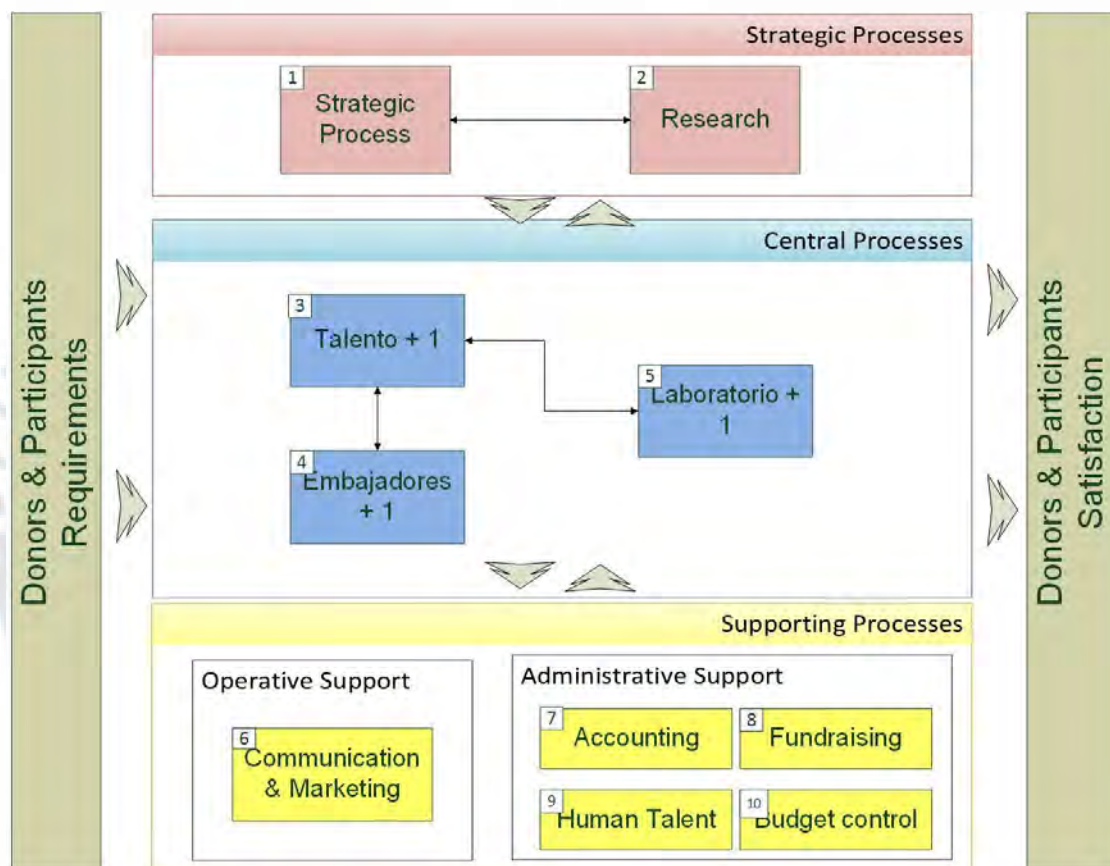 Donors & Participants
Requirements
Strategic Processes
1
Strategic
Process
2
Research
Central Processes
3
Talento + 1
4
Embajadores
+ 1
5
Laboratorio +
1
Supporting Processes
Operative Support
6
Communication
& Marketing
Administrative Support
7
Accounting
8
Fundraising
9
Human Talent
10
Budget control
Donors & Participants
Satisfaction